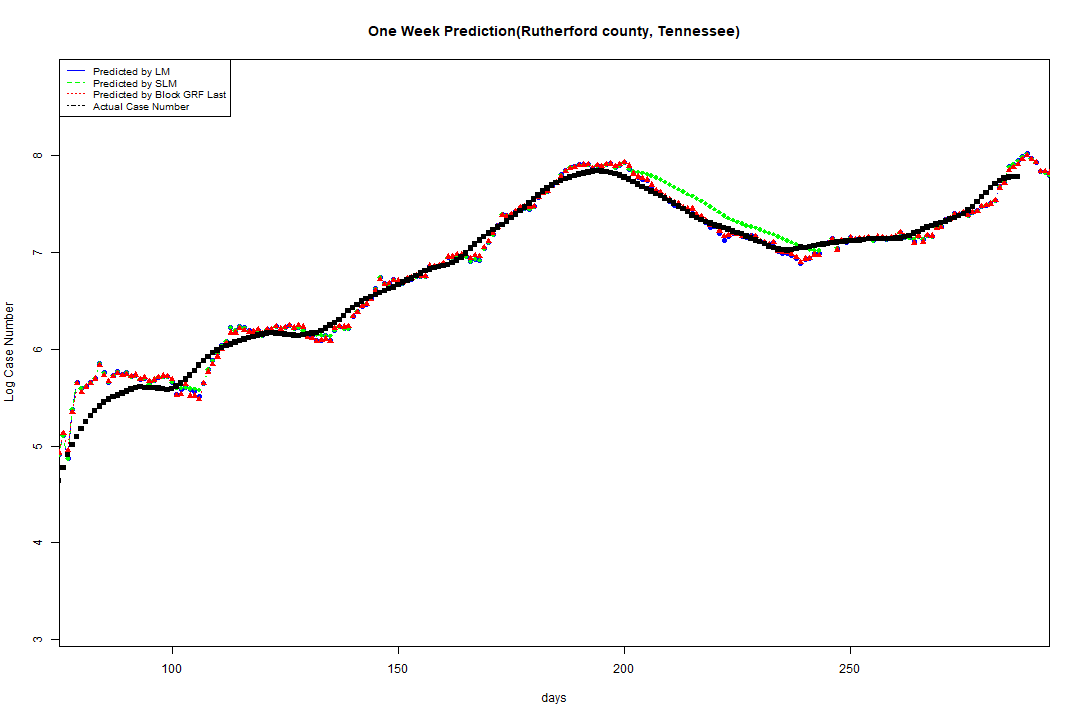 One Week Prediction(Rutherford county, Tennessee)
Predicted by LM
Predicted by SLM
Predicted by Block GRF Last
Actual Case Number
8
7
6
5
4
3
Log Case Number
100 150 200 250
days